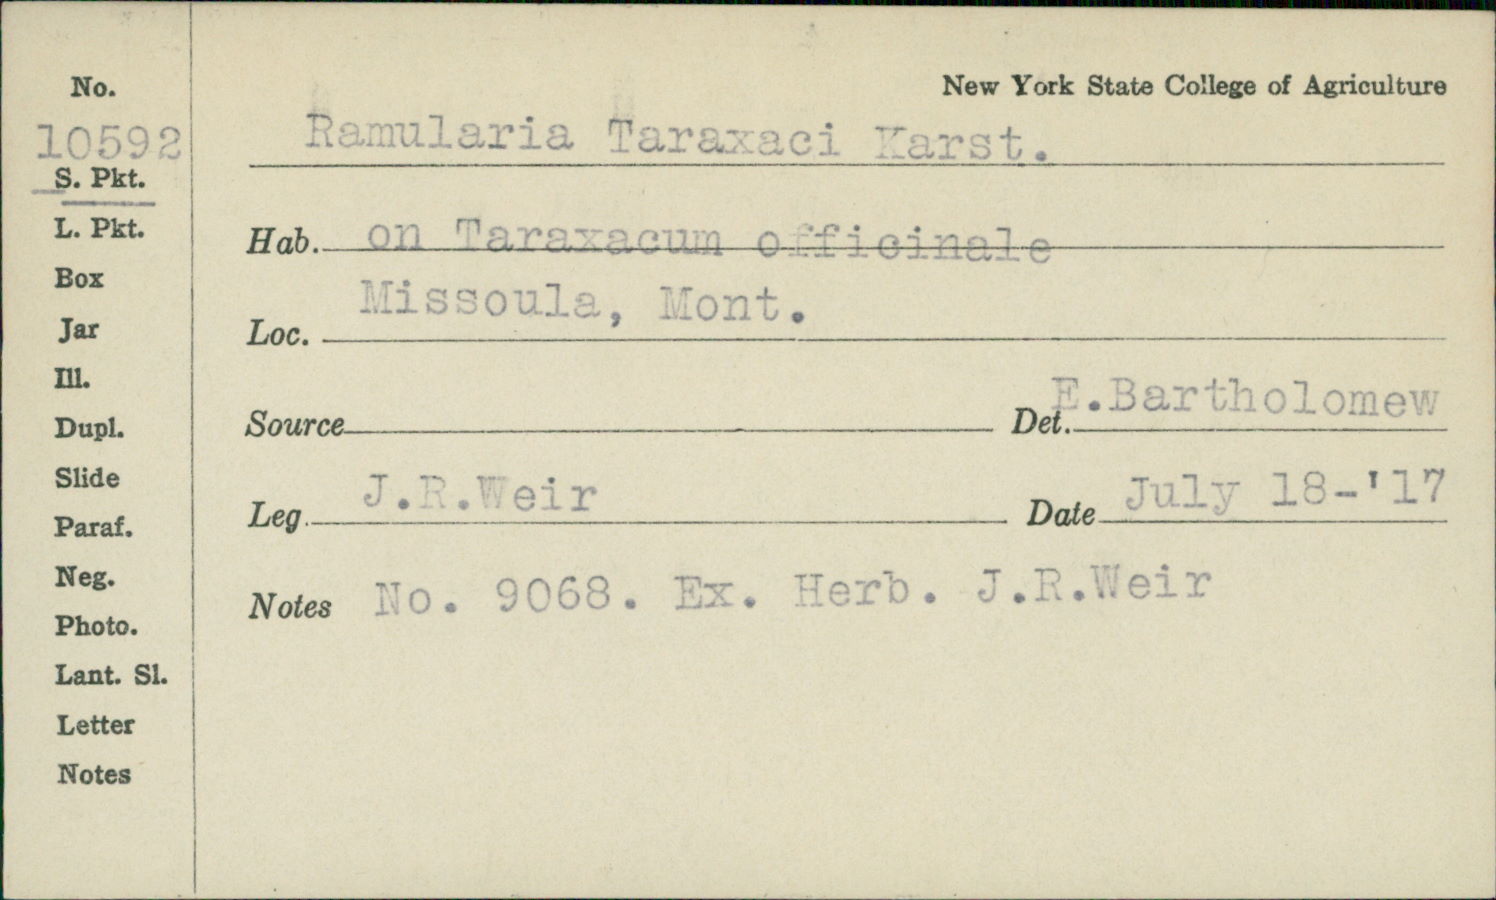 New York State College of Agriculture
No.
10592
S. Pkt.
L. Pkt.
Box
Jar
Ill.
Dupl.
Slide
Paraf.
Neg.
Photo.
Lant. Sl.
Letter
Notes
Ramularia Taraxaci Karst.
Hab. on Taraxacum officinale
Loc. Missoula, Mont.
Source Det. E.Bartholomew
Leg. J.R.Weir Date July 18-'17
Notes No. 9068. Ex. Herb. J.R.Weir